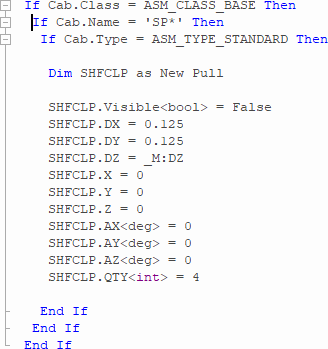 If Cab.Class = ASM_CLASS_BASE Then
If Cab.Name = 'SP*' Then
If Cab.Type = ASM_TYPE_STANDARD Then
Dim SHFCLP as New Pull
SHFCLP.Visible<bool> = False
SHFCLP.DX = 0.125
SHFCLP.DY = 0.125
SHFCLP.DZ = _M:DZ
SHFCLP.X = 0
SHFCLP.Y = 0
SHFCLP.Z = 0
SHFCLP.AX<deg> = 0
SHFCLP.AY<deg> = 0
SHFCLP.AZ<deg> = 0
SHFCLP.QTY<int> = 4
End If
End If
End If